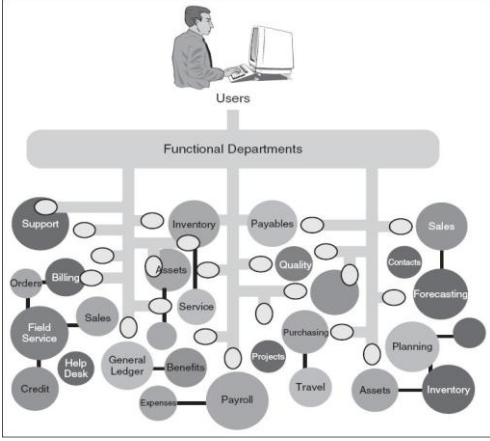 Users
Functional Departments
Support
Inventory
Payables
Sales
Assets
Quality
Contacts
Orders
Billing
Service
Forecasting
Field
Service
Sales
Purchasing
Planning
Help
Desk
General
Ledger
Benefits
Projects
Credit
Expenses
Payroll
Travel
Assets
Inventory